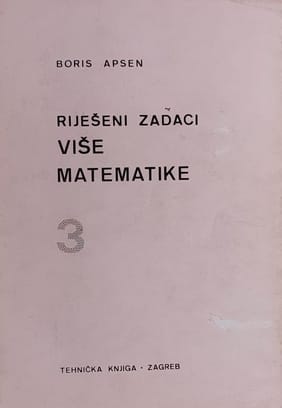 BORIS APSEN
RIJEŠENI ZADACI
VIŠE
MATEMATIKE
3
TEHNIČKA KNJIGA · ZAGREB